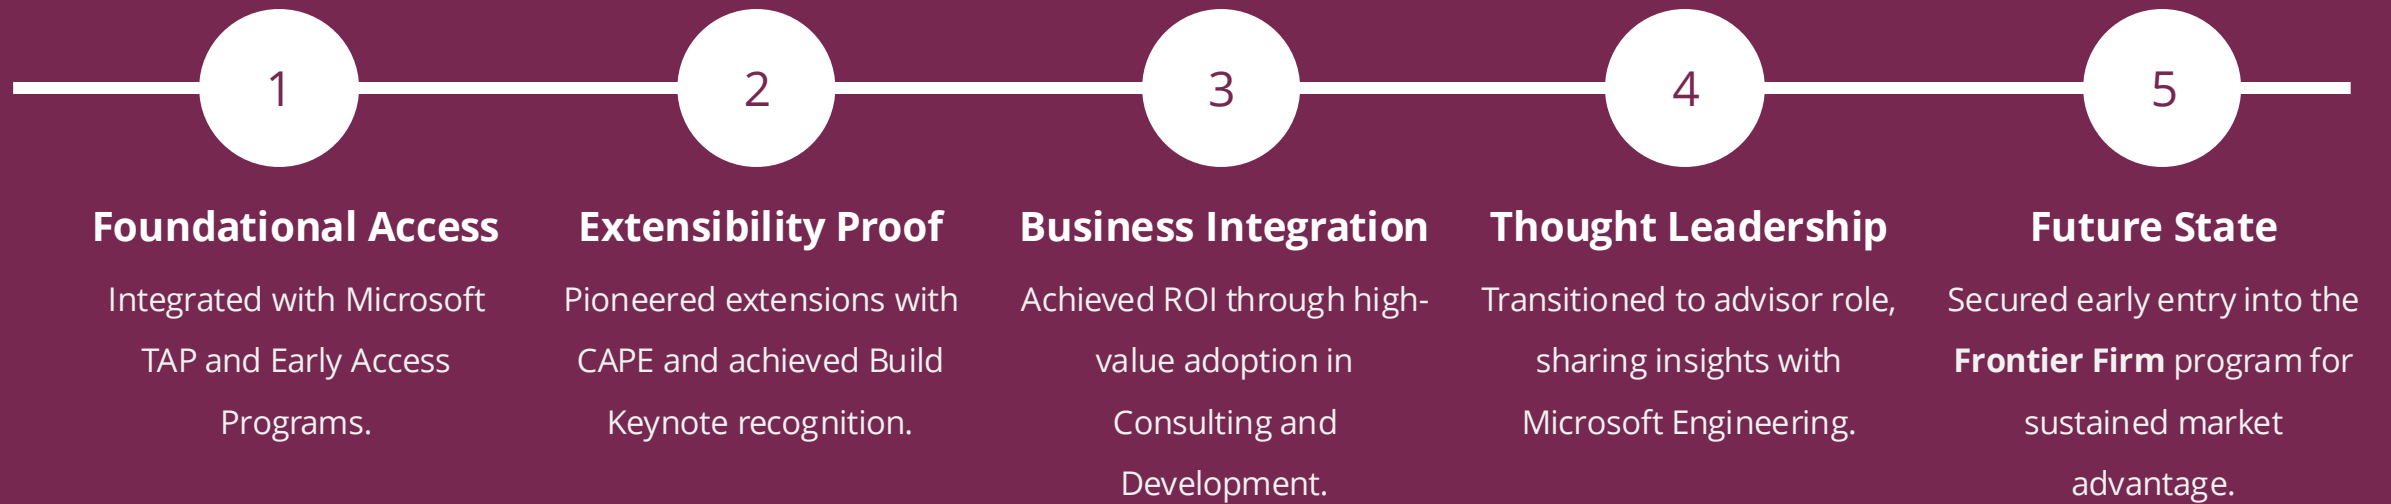 1
2
3
4
5
Foundational Access
Integrated with Microsoft
TAP and Early Access
Programs.
Extensibility Proof
Pioneered extensions with
CAPE and achieved Build
Keynote recognition.
Business Integration
Achieved ROI through high-
value adoption in
Consulting and
Development.
Thought Leadership
Transitioned to advisor role,
sharing insights with
Microsoft Engineering.
Future State
Secured early entry into the
Frontier Firm program for
sustained market
advantage.